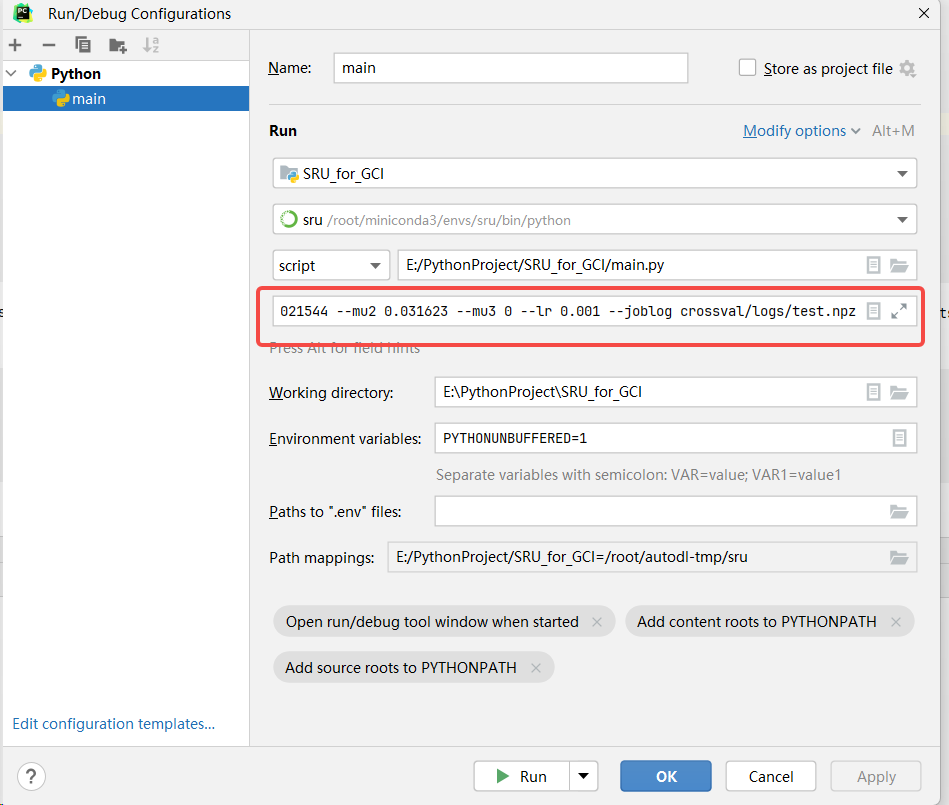 Run/Debug Configurations
Python
main
Name: main Store as project file
Run Modify options Alt+M
SRU_for_GCI
sru /root/miniconda3/envs/sru/bin/python
script E:/PythonProject/SRU_for_GCI/main.py
021544 --mu2 0.031623 --mu3 0 --lr 0.001 --joblog crossval/logs/test.npz
Press Alt for field hints
Working directory: E:\PythonProject\SRU_for_GCI
Environment variables: PYTHONUNBUFFERED=1
Separate variables with semicolon: VAR=value; VAR1=value1
Paths to ".env" files:
Path mappings: E:/PythonProject/SRU_for_GCI=/root/autodl-tmp/sru
Open run/debug tool window when started Add content roots to PYTHONPATH
Add source roots to PYTHONPATH
Edit configuration templates...
? Run OK Cancel Apply